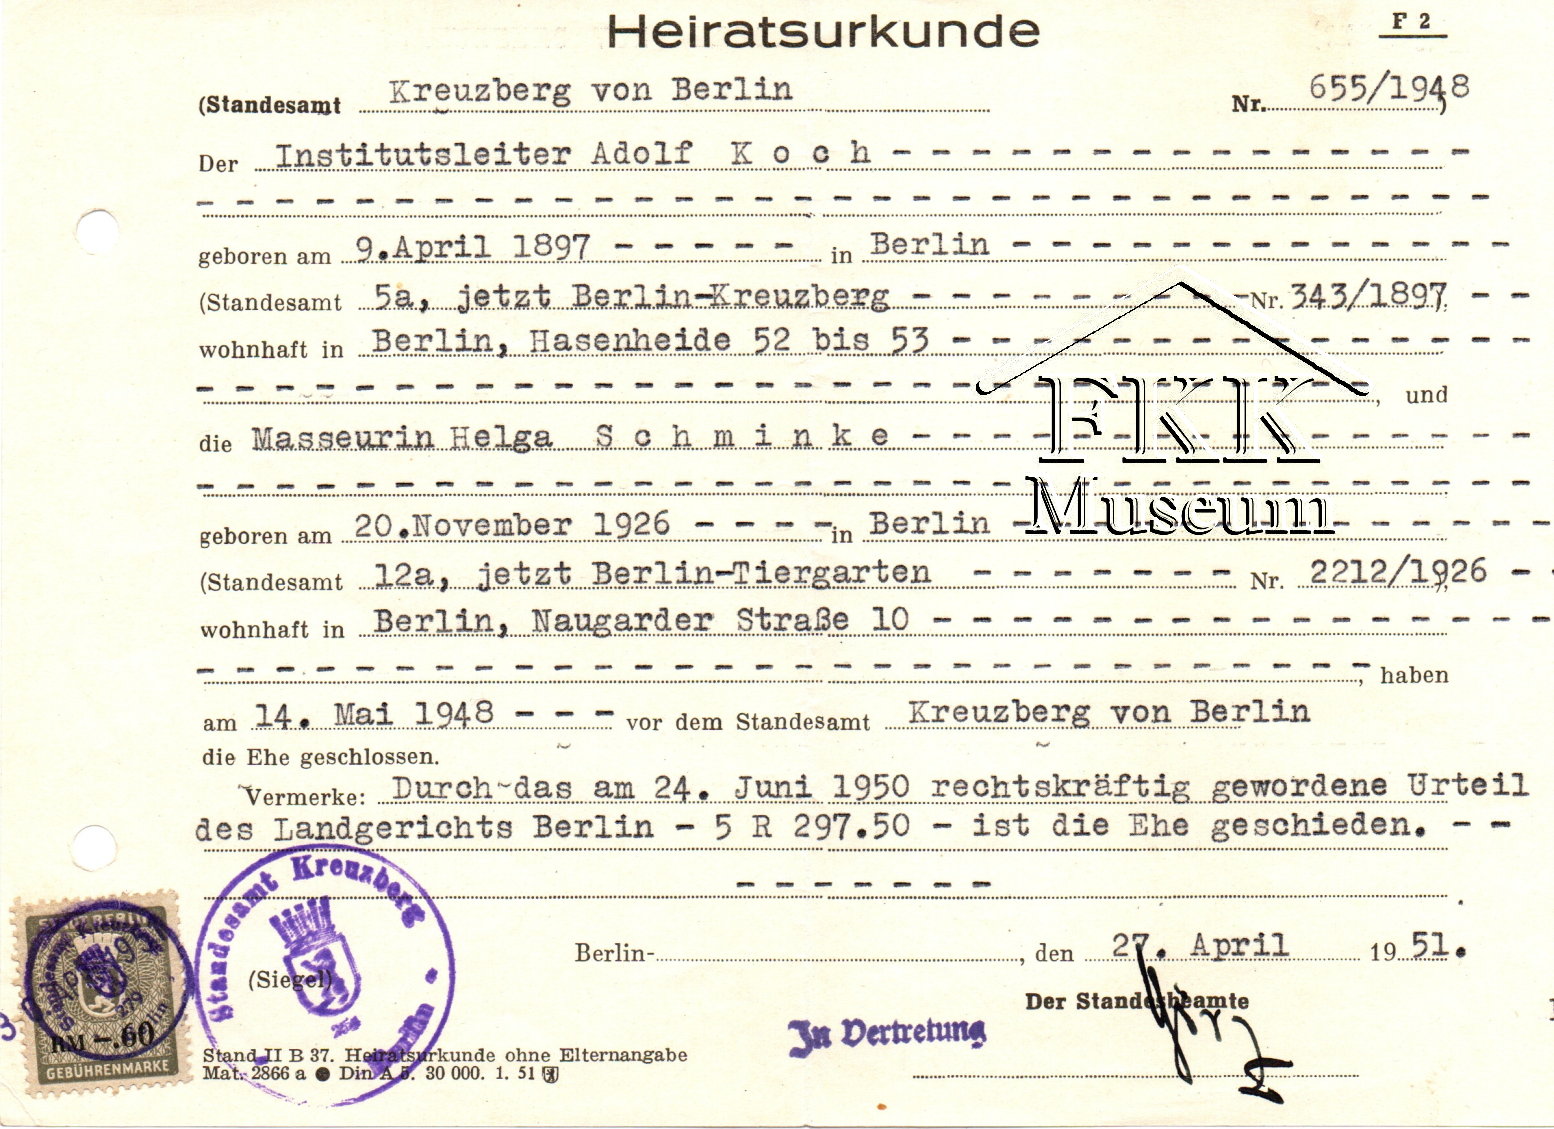 Heiratsurkunde
F 2
(Standesamt Kreuzberg von Berlin Nr. 655/1948)
Der Institutsleiter Adolf K o c h - - - - - - - - - - - - - - -
- - - - - - - - - - - - - - - - - - - - - - - - - - - - - - - - -
geboren am 9.April 1897 - - - - - in Berlin - - - - - - - - - - - - -
(Standesamt 5a, jetzt Berlin-Kreuzberg - - - - - - - - - Nr. 343/1897 - -
wohnhaft in Berlin, Hasenheide 52 bis 53 - - - - - - - - - - - - - - -
- - - - - - - - - - - - - - - - - - - - - - - - - - - - - -, und
die Masseurin Helga S c h m i n k e - - - - - - - - - - - - - - - -
- - - - - - - - - - - - - - - - - - - - - - - - - - - - - - - - - -
geboren am 20.November 1926 - - - - in Berlin - - - - - - - - - - - - - -
(Standesamt 12a, jetzt Berlin-Tiergarten - - - - - - - Nr. 2212/1926 - -
wohnhaft in Berlin, Naugarder Straße 10 - - - - - - - - - - - - - - - -
- - - - - - - - - - - - - - - - - - - - - - - - - - - - - -, haben
am 14. Mai 1948 - - - vor dem Standesamt Kreuzberg von Berlin
die Ehe geschlossen.
Vermerke: Durch das am 24. Juni 1950 rechtskräftig gewordene Urteil
des Landgerichts Berlin - 5 R 297.50 - ist die Ehe geschieden. - -
- - - - - - -
Berlin- , den 27. April 1951.
(Siegel)
Der Standesbeamte
In Vertretung
Stand II B 37. Heiratsurkunde ohne Elternangabe
Mat. 2866 a ● Din A 5. 30 000. 1. 51
Standesamt Kreuzberg
Berlin
RM -.60
GEBÜHRENMARKE
FKK
Museum